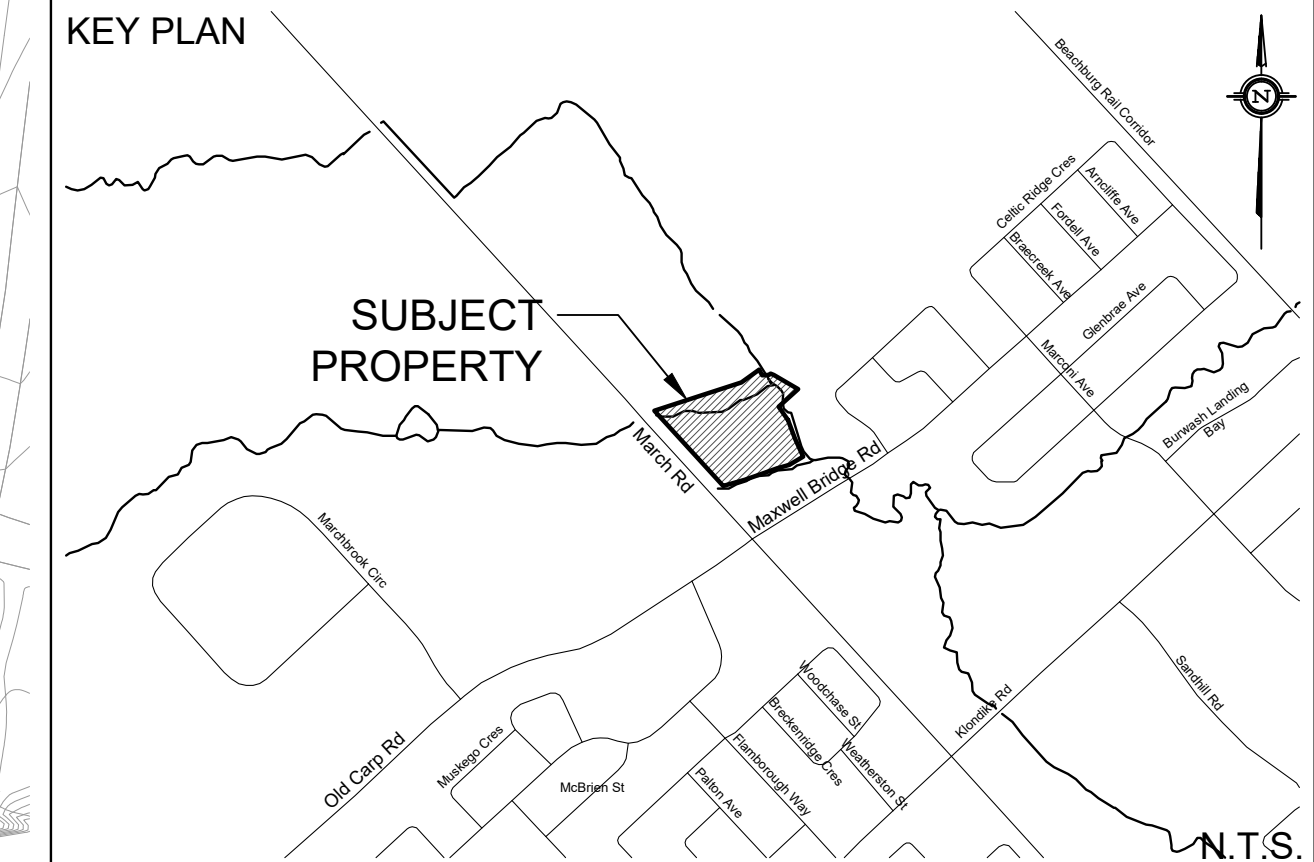 KEY PLAN
Beachburg Rail Corridor
N
Celtic Ridge Cres
Arncliffe Ave
Fordell Ave
Braecreek Ave
Glenbrae Ave
SUBJECT
PROPERTY
Marconi Ave
Burwash Landing
Bay
March Rd
Maxwell Bridge Rd
Marchbrook Circ
Sandhill Rd
Klondike Rd
Woodchase St
Breckenridge Cres
Weatherston St
Flamborough Way
Palton Ave
Muskego Cres
McBrien St
Old Carp Rd
N.T.S.